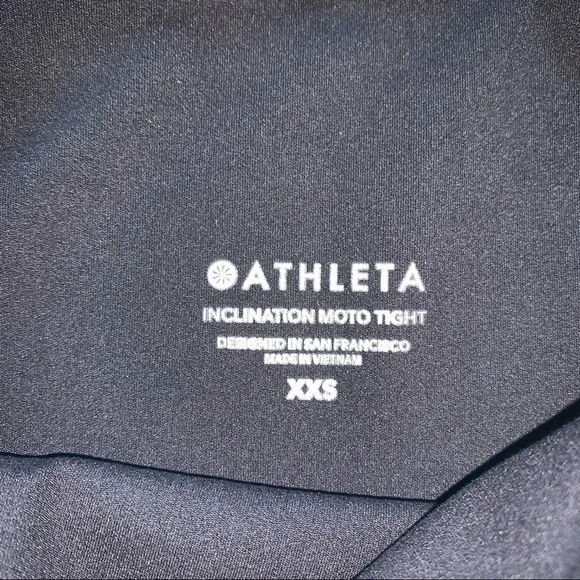 ATHLETA
INCLINATION MOTO TIGHT
DESIGNED IN SAN FRANCISCO
MADE IN VIETNAM
XXS